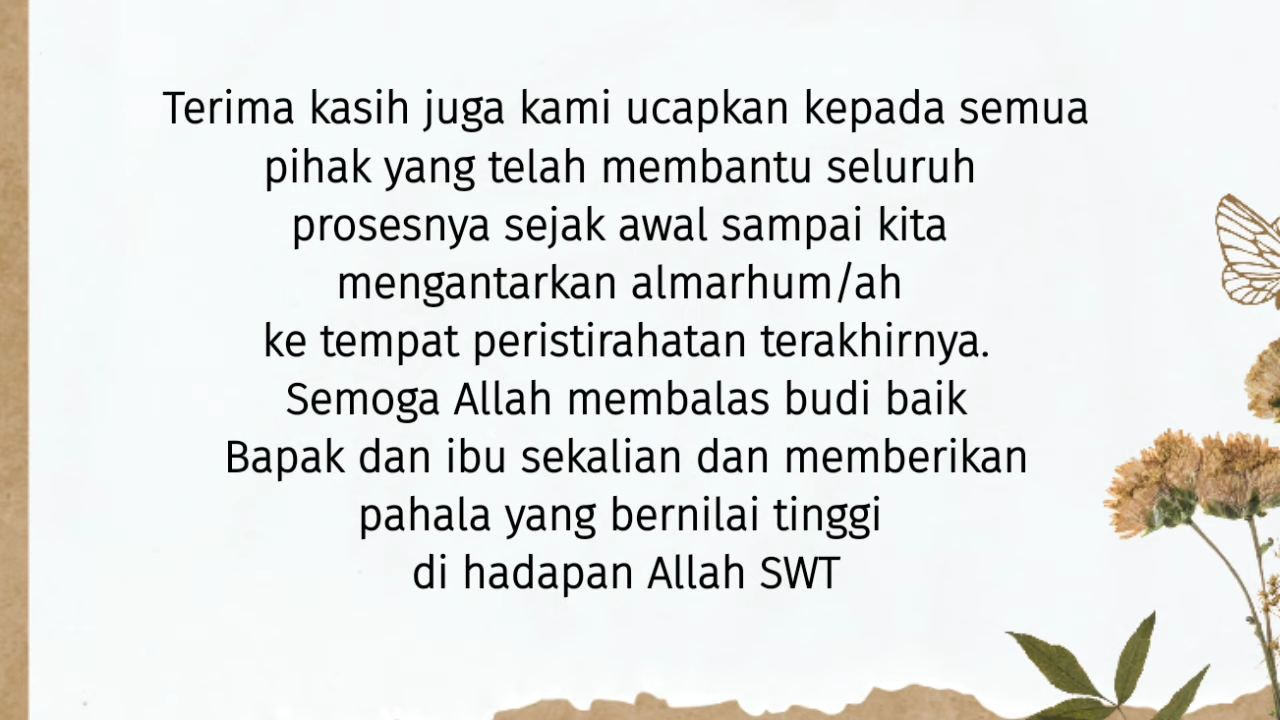 Terima kasih juga kami ucapkan kepada semua
pihak yang telah membantu seluruh
prosesnya sejak awal sampai kita
mengantarkan almarhum/ah
ke tempat peristirahatan terakhirnya.
Semoga Allah membalas budi baik
Bapak dan ibu sekalian dan memberikan
pahala yang bernilai tinggi
di hadapan Allah SWT